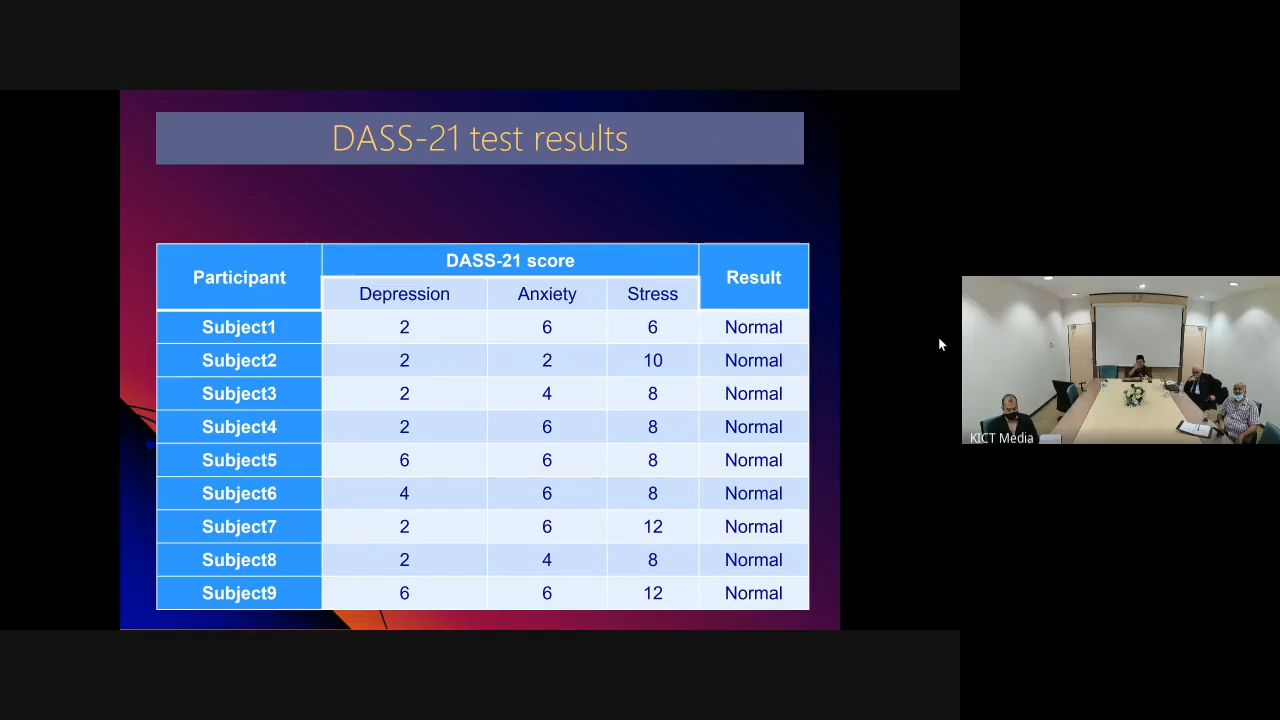 DASS-21 test results
Participant DASS-21 score Result
Depression Anxiety Stress
Subject1 2 6 6 Normal
Subject2 2 2 10 Normal
Subject3 2 4 8 Normal
Subject4 2 6 8 Normal
Subject5 6 6 8 Normal
Subject6 4 6 8 Normal
Subject7 2 6 12 Normal
Subject8 2 4 8 Normal
Subject9 6 6 12 Normal
KICT Media